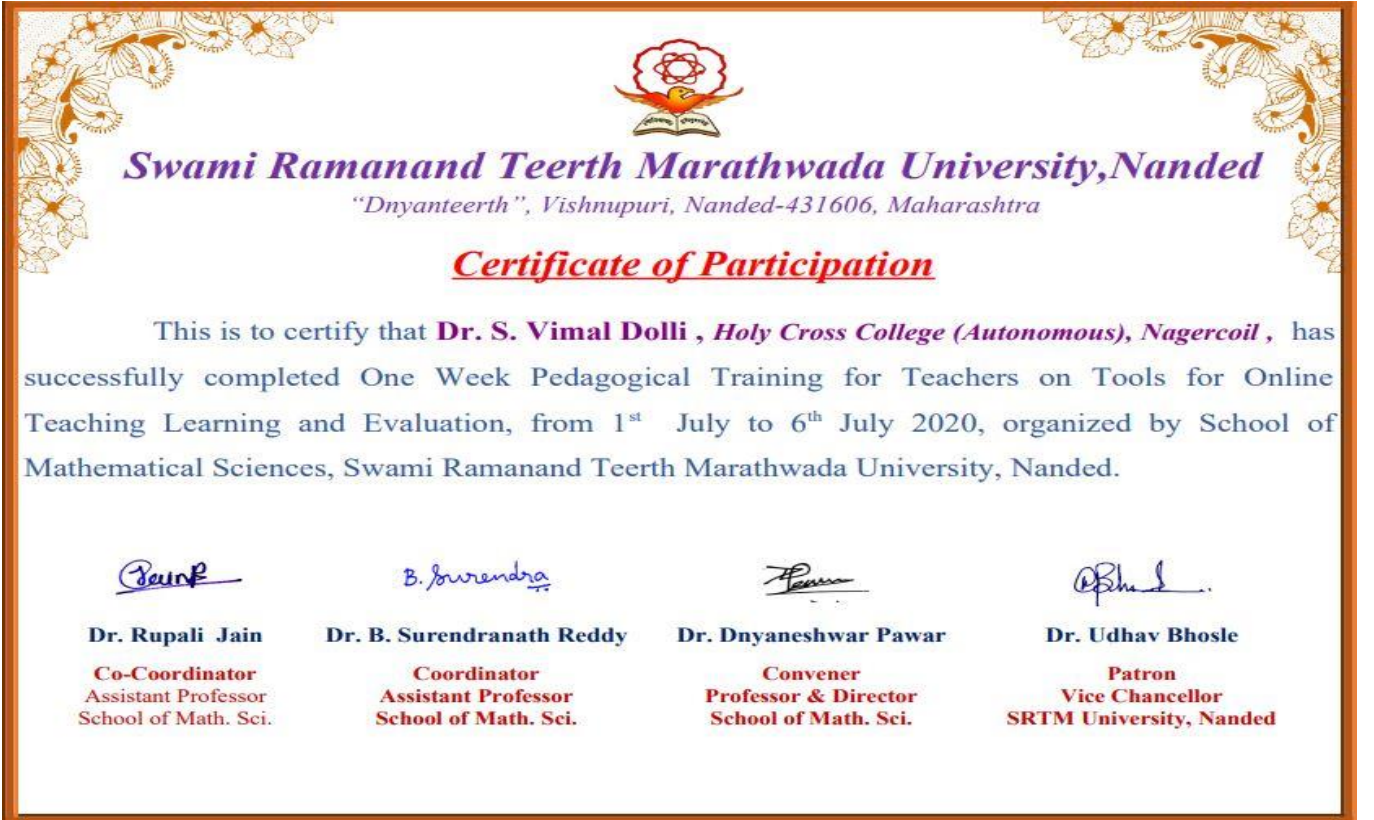 Swami Ramanand Teerth Marathwada University,Nanded
“Dnyanteerth”, Vishnupuri, Nanded-431606, Maharashtra
Certificate of Participation
This is to certify that Dr. S. Vimal Dolli , Holy Cross College (Autonomous), Nagercoil , has
successfully completed One Week Pedagogical Training for Teachers on Tools for Online
Teaching Learning and Evaluation, from 1st July to 6th July 2020, organized by School of
Mathematical Sciences, Swami Ramanand Teerth Marathwada University, Nanded.
B. Surendra
Dr. Rupali Jain Dr. B. Surendranath Reddy Dr. Dnyaneshwar Pawar Dr. Udhav Bhosle
Co-Coordinator Coordinator Convener Patron
Assistant Professor Assistant Professor Professor & Director Vice Chancellor
School of Math. Sci. School of Math. Sci. School of Math. Sci. SRTM University, Nanded